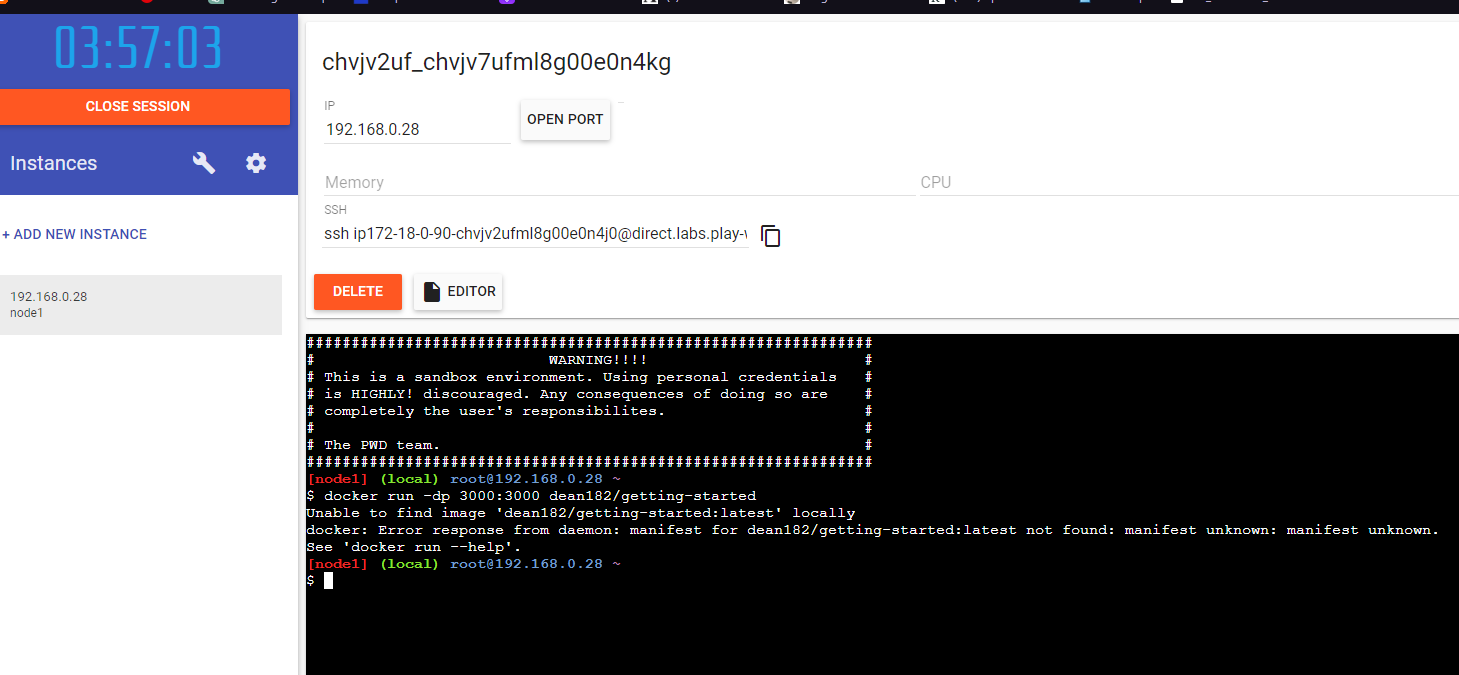 03:57:03
CLOSE SESSION
Instances
+ ADD NEW INSTANCE
192.168.0.28
node1
chvjv2uf_chvjv7ufml8g00e0n4kg
IP
192.168.0.28
OPEN PORT
Memory
CPU
SSH
ssh ip172-18-0-90-chvjv2ufml8g00e0n4j0@direct.labs.play-w
DELETE
EDITOR
###############################################################
# WARNING!!!! #
# This is a sandbox environment. Using personal credentials #
# is HIGHLY! discouraged. Any consequences of doing so are #
# completely the user's responsibilites. #
# #
# The PWD team. #
###############################################################
[node1] (local) root@192.168.0.28 ~
$ docker run -dp 3000:3000 dean182/getting-started
Unable to find image 'dean182/getting-started:latest' locally
docker: Error response from daemon: manifest for dean182/getting-started:latest not found: manifest unknown: manifest unknown.
See 'docker run --help'.
[node1] (local) root@192.168.0.28 ~
$